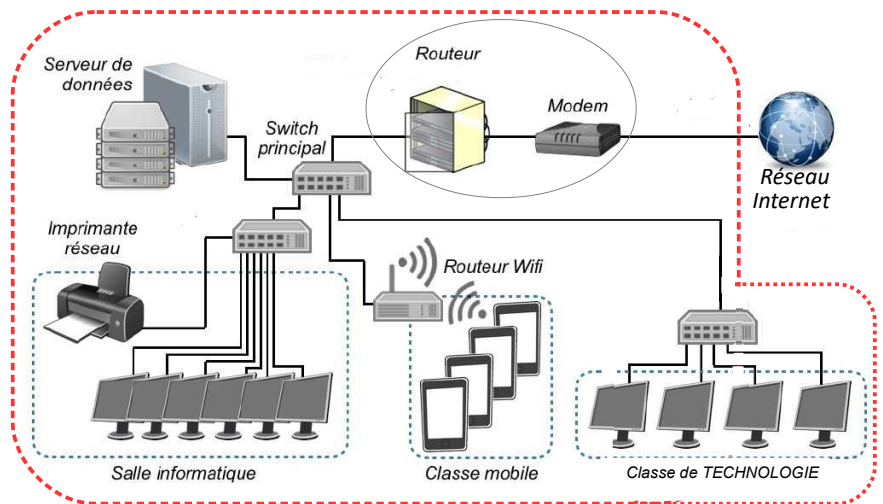 Serveur de
données
Routeur
Modem
Switch
principal
Réseau
Internet
Imprimante
réseau
Routeur Wifi
Salle informatique
Classe mobile
Classe de TECHNOLOGIE